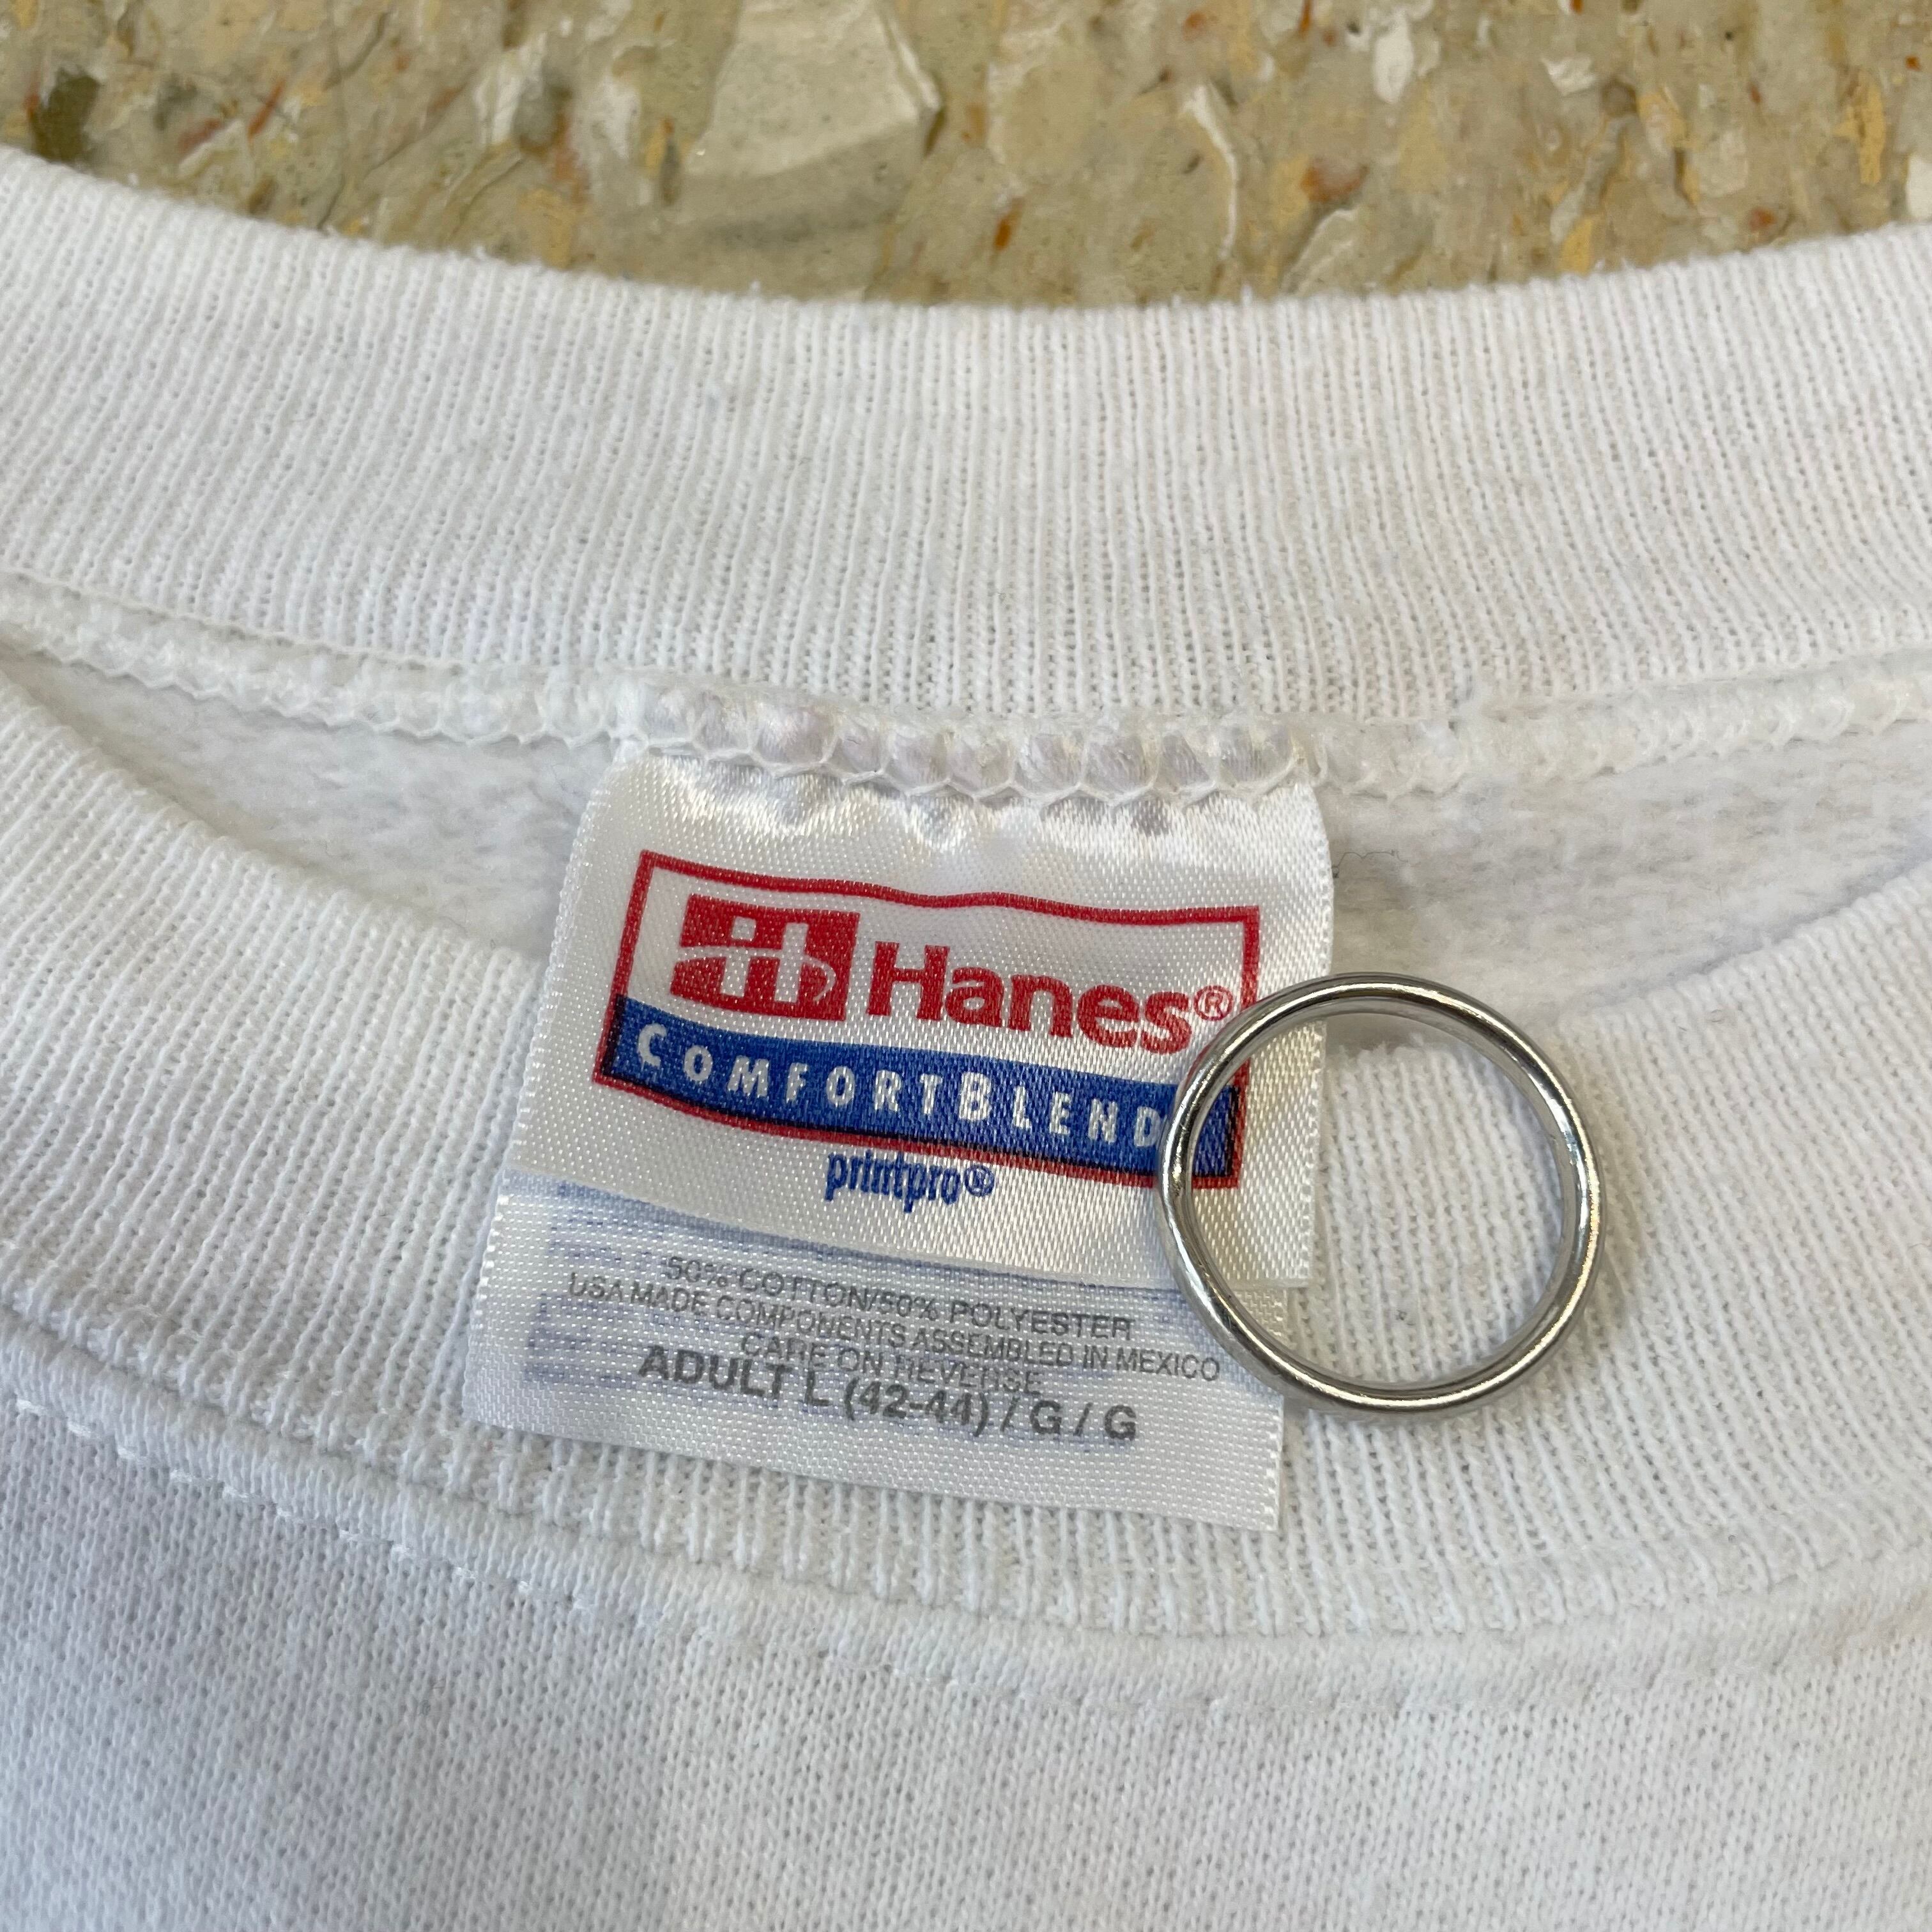 Hanes®
COMFORTBLEND
printpro®
50% COTTON/50% POLYESTER
USA MADE COMPONENTS ASSEMBLED IN MEXICO
CARE ON REVERSE
ADULT L (42-44) / G / G